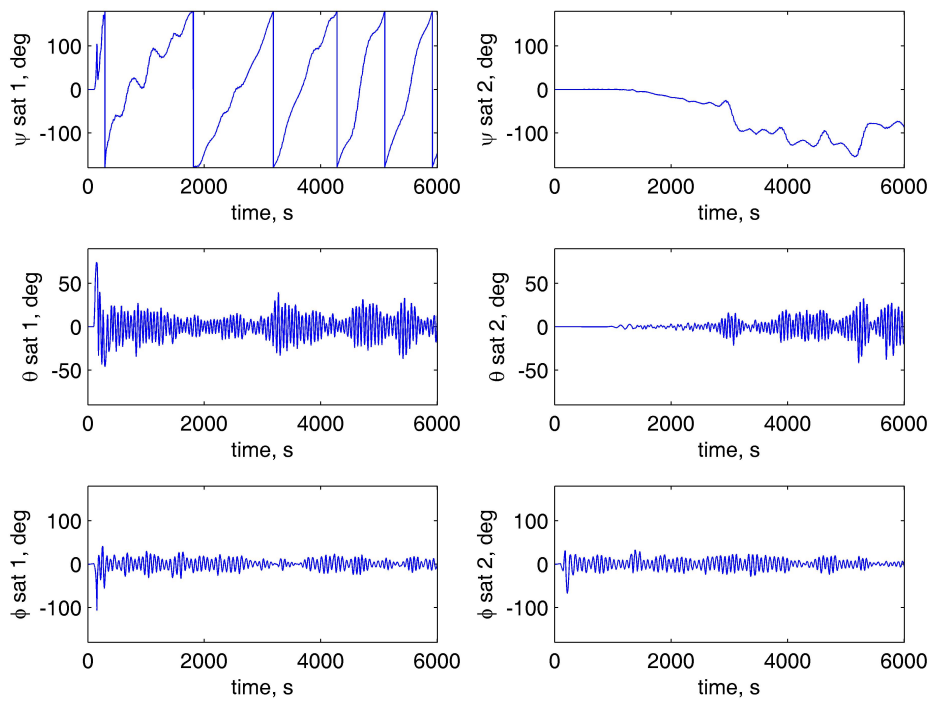 ψ sat 1, deg
100
0
-100
0 2000 4000 6000
time, s
ψ sat 2, deg
100
0
-100
0 2000 4000 6000
time, s
θ sat 1, deg
50
0
-50
0 2000 4000 6000
time, s
θ sat 2, deg
50
0
-50
0 2000 4000 6000
time, s
ϕ sat 1, deg
100
0
-100
0 2000 4000 6000
time, s
ϕ sat 2, deg
100
0
-100
0 2000 4000 6000
time, s